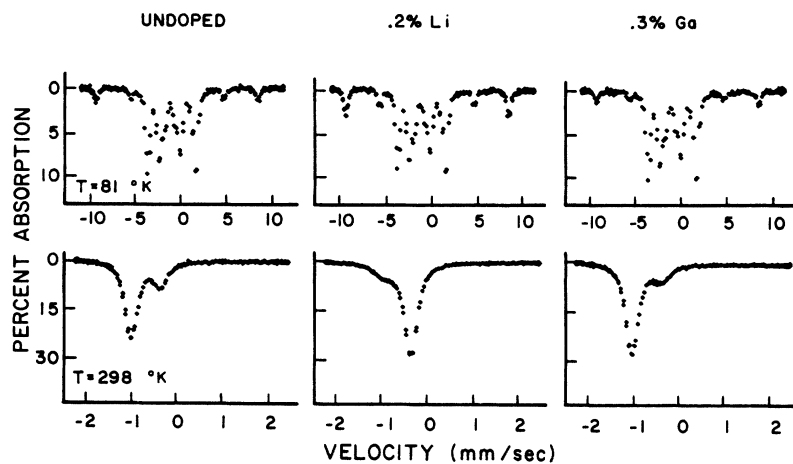 UNDOPED .2% Li .3% Ga
PERCENT ABSORPTION
0
5
10
T=81 °K
-10 -5 0 5 10
-10 -5 0 5 10
-10 -5 0 5 10
0
15
30
T=298 °K
-2 -1 0 1 2
-2 -1 0 1 2
-2 -1 0 1 2
VELOCITY (mm/sec)